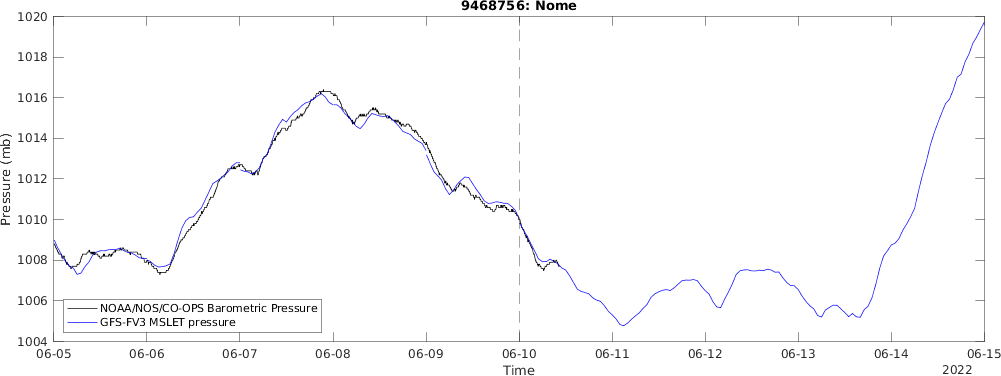 9468756: Nome
1020
1018
1016
1014
1012
1010
1008
1006
1004
Pressure (mb)
NOAA/NOS/CO-OPS Barometric Pressure
GFS-FV3 MSLET pressure
06-05 06-06 06-07 06-08 06-09 06-10 06-11 06-12 06-13 06-14 06-15
Time
2022